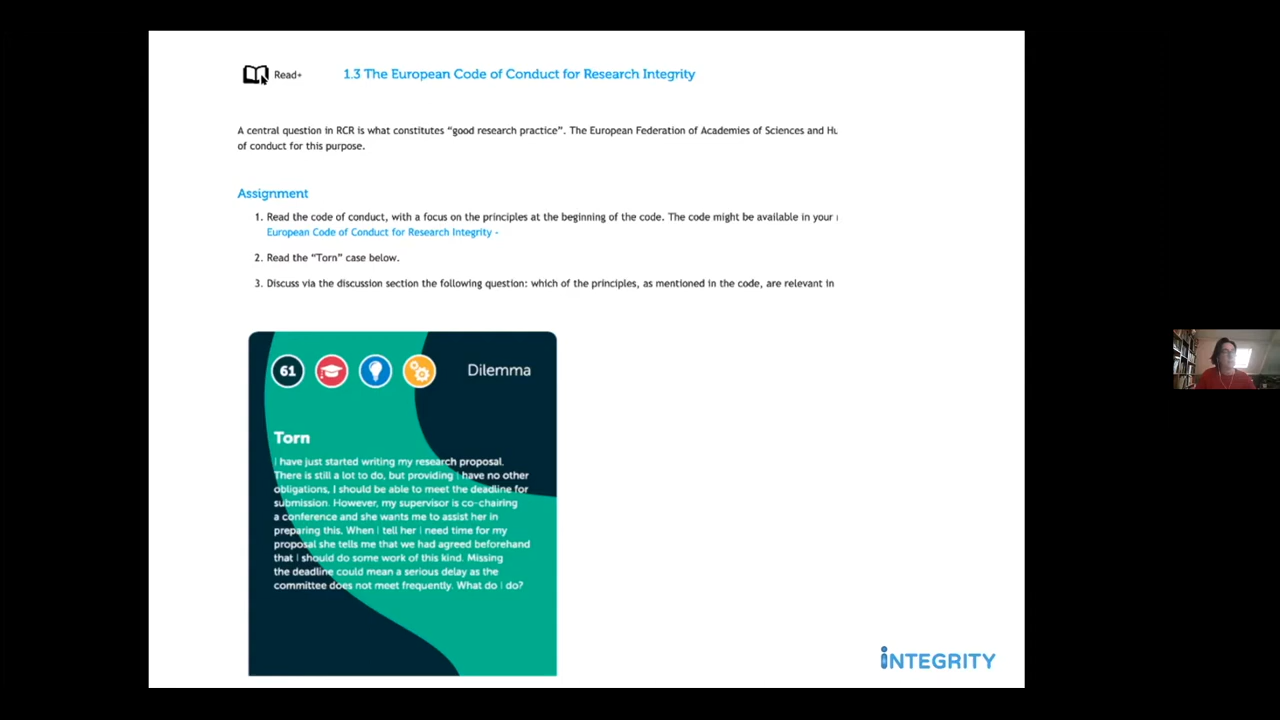 Read+
1.3 The European Code of Conduct for Research Integrity
A central question in RCR is what constitutes “good research practice”. The European Federation of Academies of Sciences and
of conduct for this purpose.
Assignment
1. Read the code of conduct, with a focus on the principles at the beginning of the code. The code might be available in your
European Code of Conduct for Research Integrity -
2. Read the “Torn” case below.
3. Discuss via the discussion section the following question: which of the principles, as mentioned in the code, are relevant in
61
Dilemma
Torn
I have just started writing my research proposal.
There is still a lot to do, but providing I have no other
obligations, I should be able to meet the deadline for
submission. However, my supervisor is co-chairing
a conference and she wants me to assist her in
preparing this. When I tell her I need time for my
proposal she tells me that we had agreed beforehand
that I should do some work of this kind. Missing
the deadline could mean a serious delay as the
committee does not meet frequently. What do I do?
iNTEGRITY